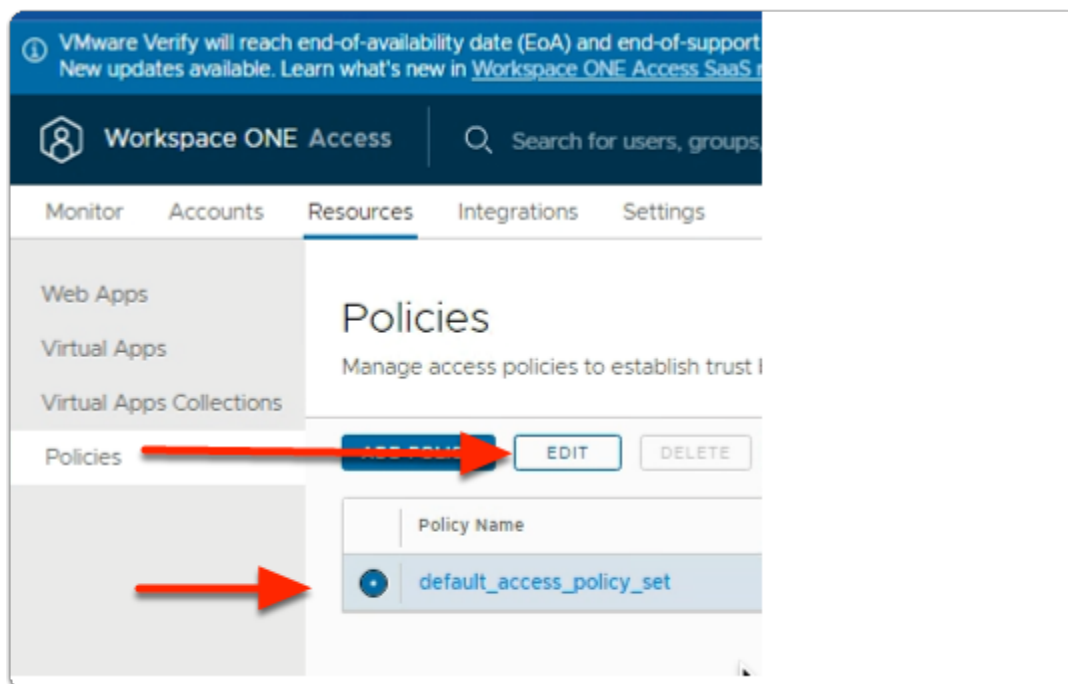 VMware Verify will reach end-of-availability date (EoA) and end-of-support
New updates available. Learn what's new in Workspace ONE Access SaaS
Workspace ONE Access
Search for users, groups,
Monitor Accounts Resources Integrations Settings
Web Apps
Virtual Apps
Virtual Apps Collections
Policies
Policies
Manage access policies to establish trust
ADD POLICY EDIT DELETE
Policy Name
default_access_policy_set